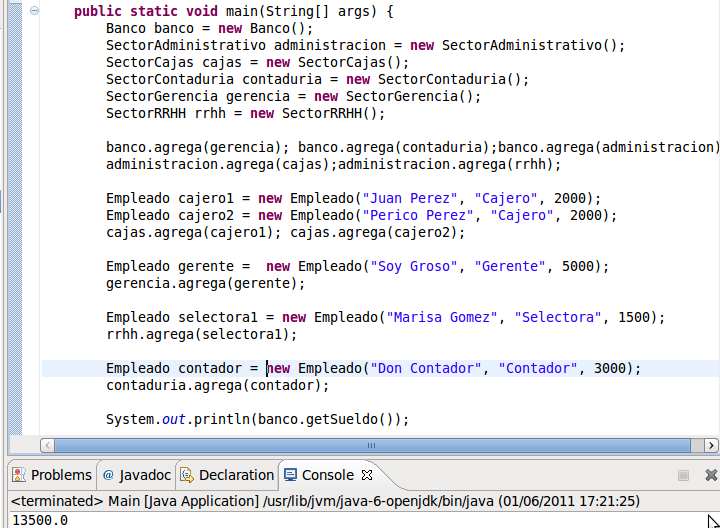 public static void main(String[] args) {
Banco banco = new Banco();
SectorAdministrativo administracion = new SectorAdministrativo();
SectorCajas cajas = new SectorCajas();
SectorContaduria contaduria = new SectorContaduria();
SectorGerencia gerencia = new SectorGerencia();
SectorRRHH rrhh = new SectorRRHH();
banco.agrega(gerencia); banco.agrega(contaduria);banco.agrega(administracion)
administracion.agrega(cajas);administracion.agrega(rrhh);
Empleado cajero1 = new Empleado("Juan Perez", "Cajero", 2000);
Empleado cajero2 = new Empleado("Perico Perez", "Cajero", 2000);
cajas.agrega(cajero1); cajas.agrega(cajero2);
Empleado gerente =  new Empleado("Soy Groso", "Gerente", 5000);
gerencia.agrega(gerente);
Empleado selectora1 = new Empleado("Marisa Gomez", "Selectora", 1500);
rrhh.agrega(selectora1);
Empleado contador = new Empleado("Don Contador", "Contador", 3000);
contaduria.agrega(contador);
System.out.println(banco.getSueldo());
Problems @ Javadoc Declaration Console
<terminated> Main [Java Application] /usr/lib/jvm/java-6-openjdk/bin/java (01/06/2011 17:21:25)
13500.0